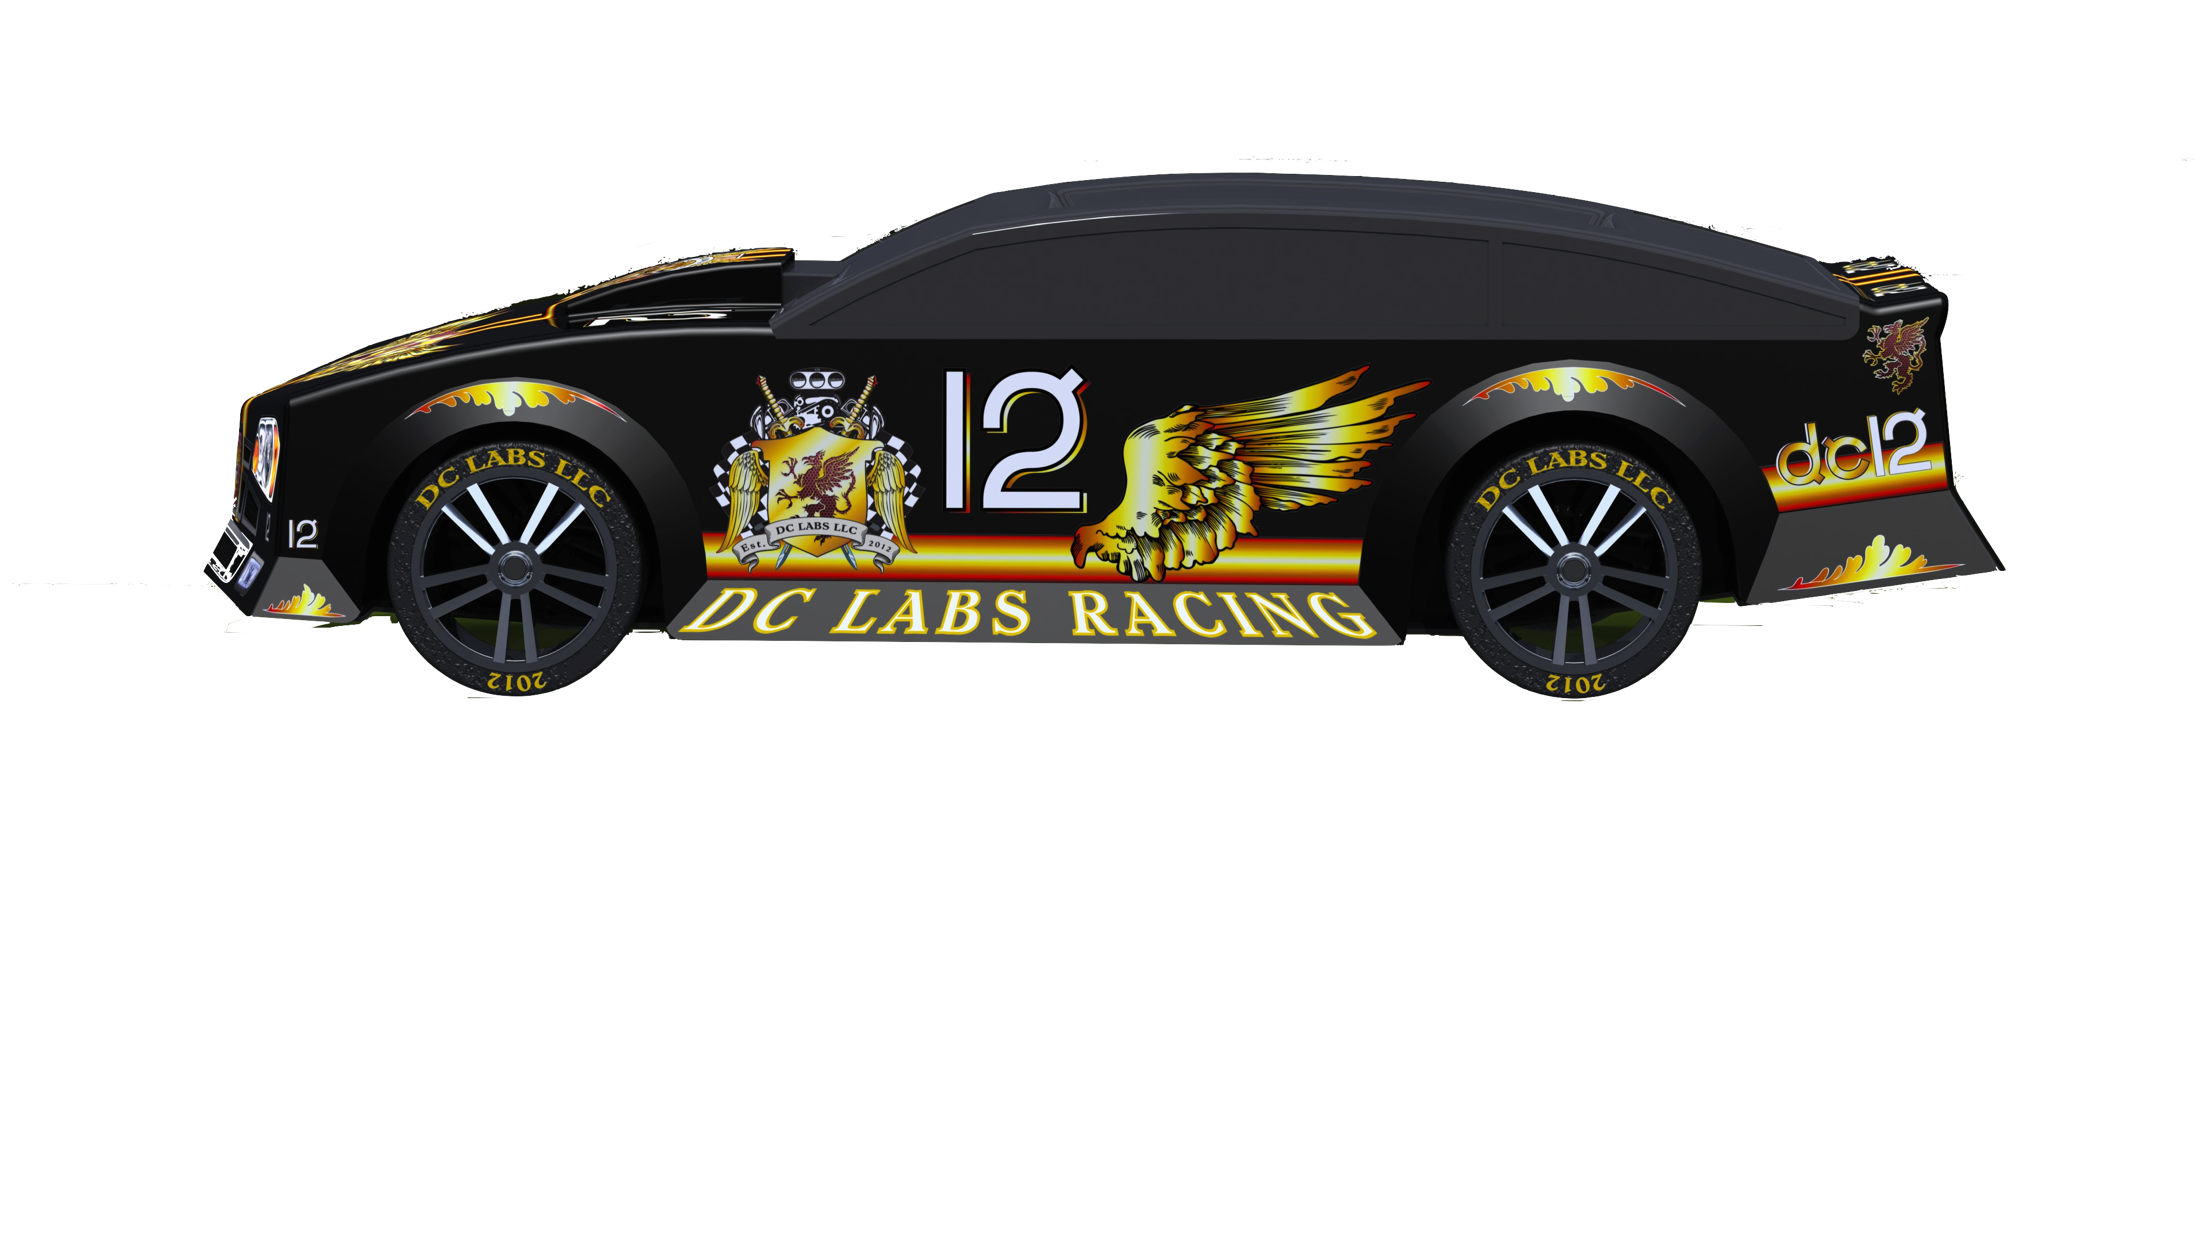 12
DC LABS LLC
Est. 2012
12
dc12
DC LABS LLC
2012
DC LABS RACING
DC LABS LLC
2012